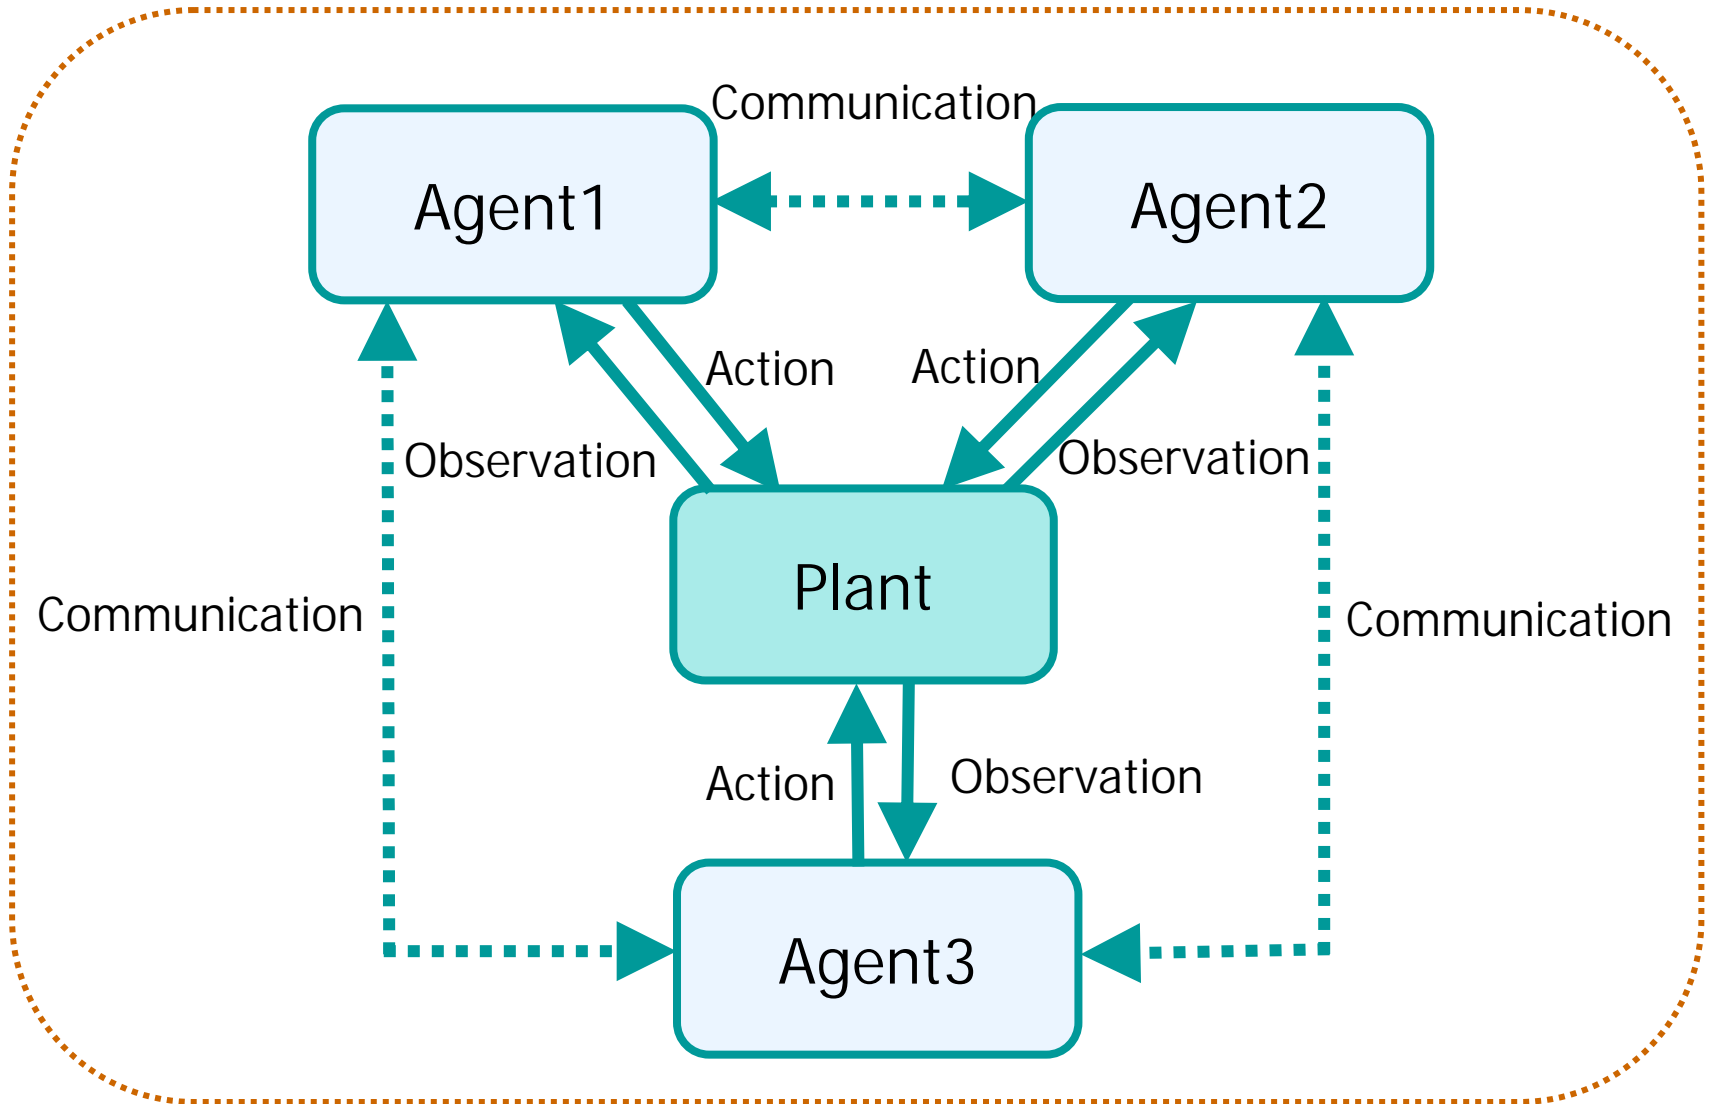 Communication
Agent1
Agent2
Action
Action
Observation
Observation
Plant
Communication
Communication
Action
Observation
Agent3